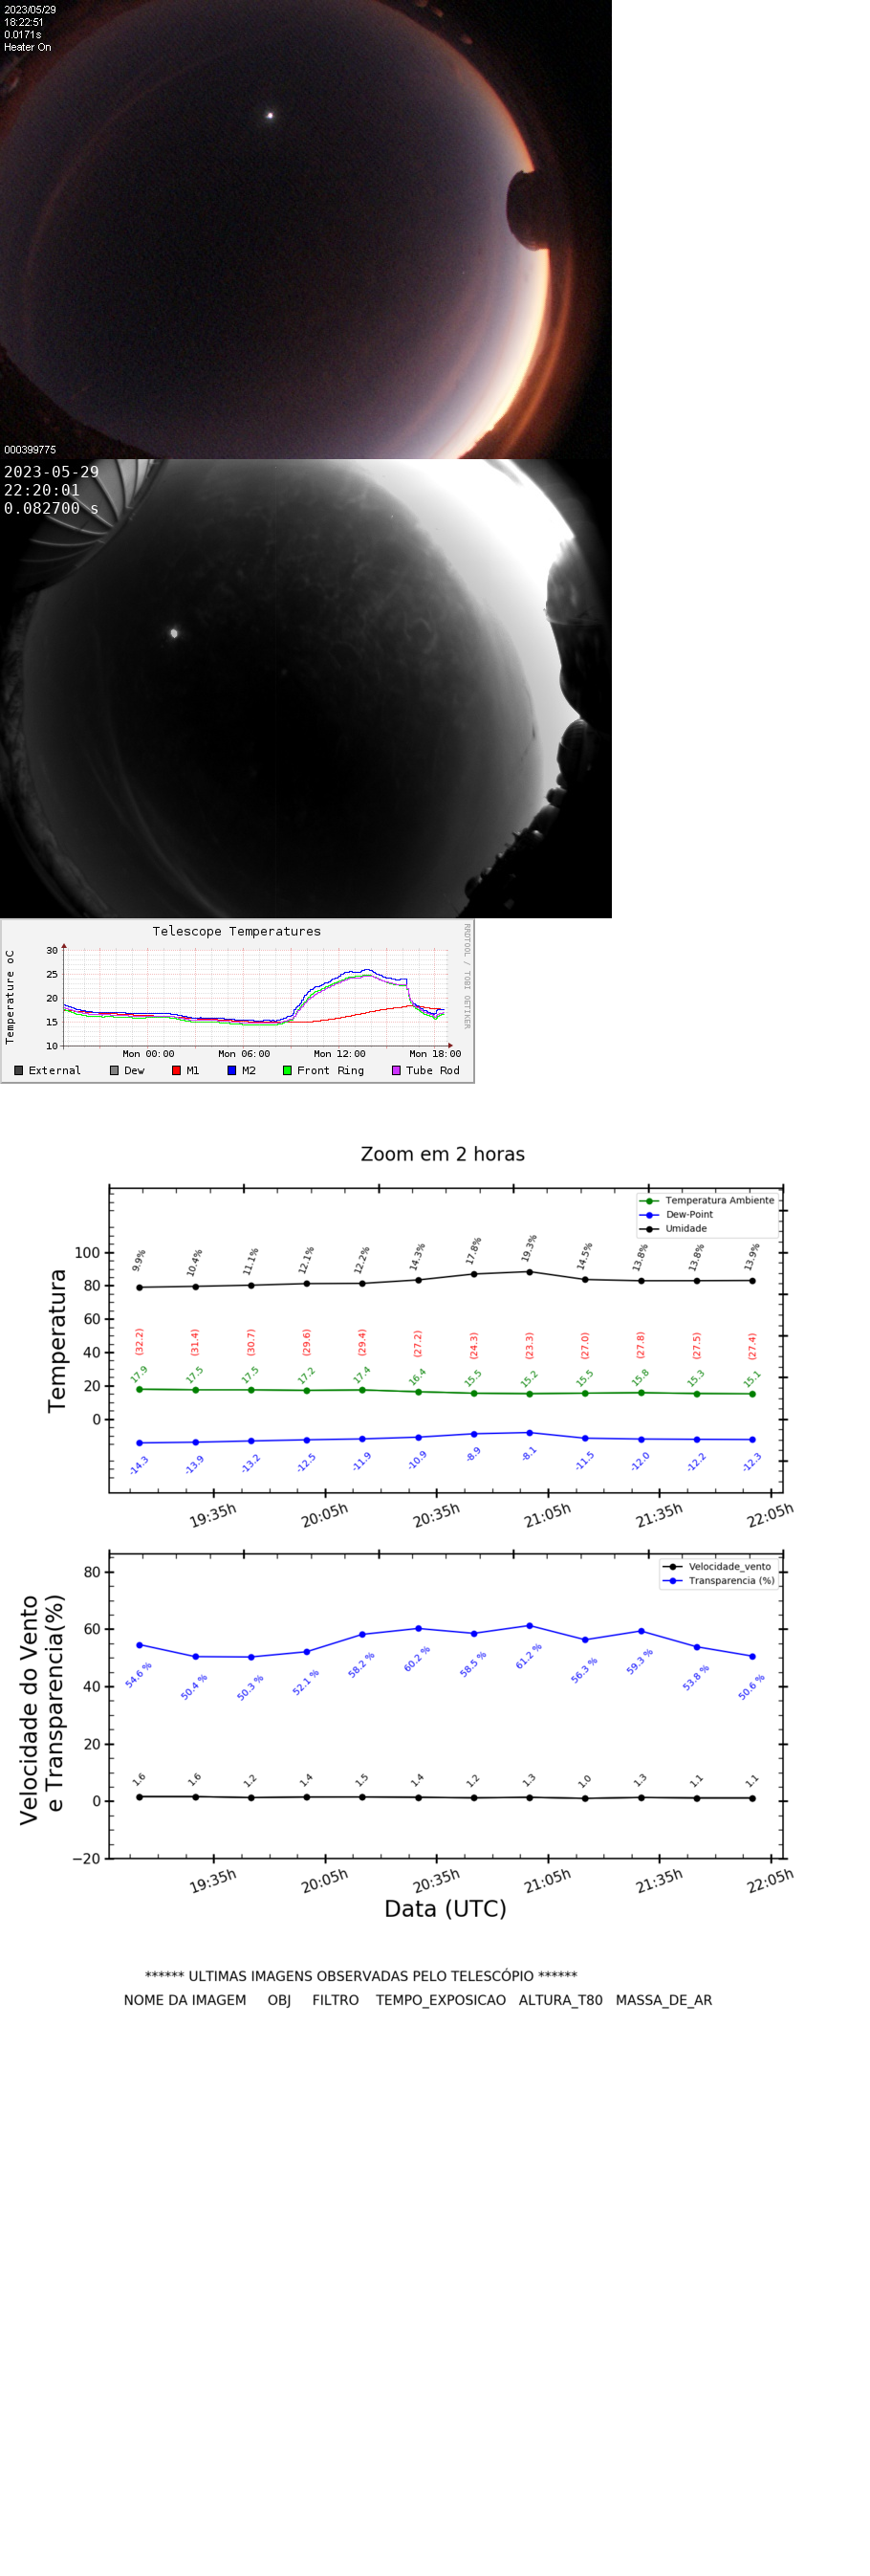 2023/05/29
18:22:51
0.0171s
Heater On
000399775
2023-05-29
22:20:01
0.082700 s
Telescope Temperatures
RRDTOOL / TOBI OETIKER
Temperature oC
30
25
20
15
10
Mon 00:00 Mon 06:00 Mon 12:00 Mon 18:00
External Dew M1 M2 Front Ring Tube Rod
Zoom em 2 horas
Temperatura Ambiente
Dew-Point
Umidade
Temperatura
100
80
60
40
20
0
9.9% 10.4% 11.1% 12.1% 12.2% 14.3% 17.8% 19.3% 14.5% 13.8% 13.8% 13.9%
(32.2) (31.4) (30.7) (29.6) (29.4) (27.2) (24.3) (23.3) (27.0) (27.8) (27.5) (27.4)
17.9 17.5 17.5 17.2 17.4 16.4 15.5 15.2 15.5 15.8 15.3 15.1
-14.3 -13.9 -13.2 -12.5 -11.9 -10.9 -8.9 -8.1 -11.5 -12.0 -12.2 -12.3
19:35h 20:05h 20:35h 21:05h 21:35h 22:05h
Velocidade_vento
Transparencia (%)
Velocidade do Vento
e Transparencia(%)
80
60
40
20
0
−20
54.6 % 50.4 % 50.3 % 52.1 % 58.2 % 60.2 % 58.5 % 61.2 % 56.3 % 59.3 % 53.8 % 50.6 %
1.6 1.6 1.2 1.4 1.5 1.4 1.2 1.3 1.0 1.3 1.1 1.1
19:35h 20:05h 20:35h 21:05h 21:35h 22:05h
Data (UTC)
****** ULTIMAS IMAGENS OBSERVADAS PELO TELESCÓPIO ******
NOME DA IMAGEM OBJ FILTRO TEMPO_EXPOSICAO ALTURA_T80 MASSA_DE_AR